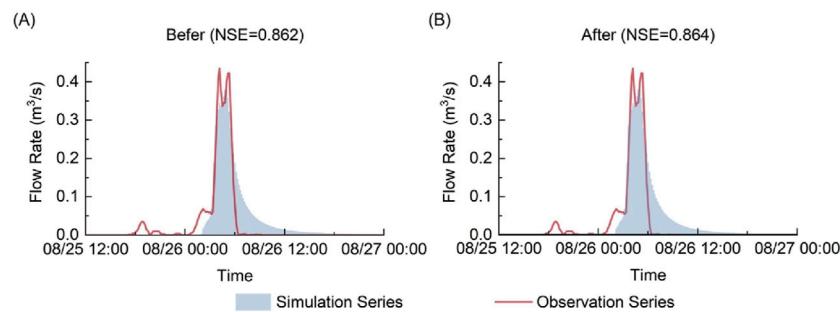 (A)
Befer (NSE=0.862)
Flow Rate (m³/s)
0.4
0.3
0.2
0.1
0.0
08/25 12:00 08/26 00:00 08/26 12:00 08/27 00:00
Time
(B)
After (NSE=0.864)
Flow Rate (m³/s)
0.4
0.3
0.2
0.1
0.0
08/25 12:00 08/26 00:00 08/26 12:00 08/27 00:00
Time
Simulation Series
Observation Series